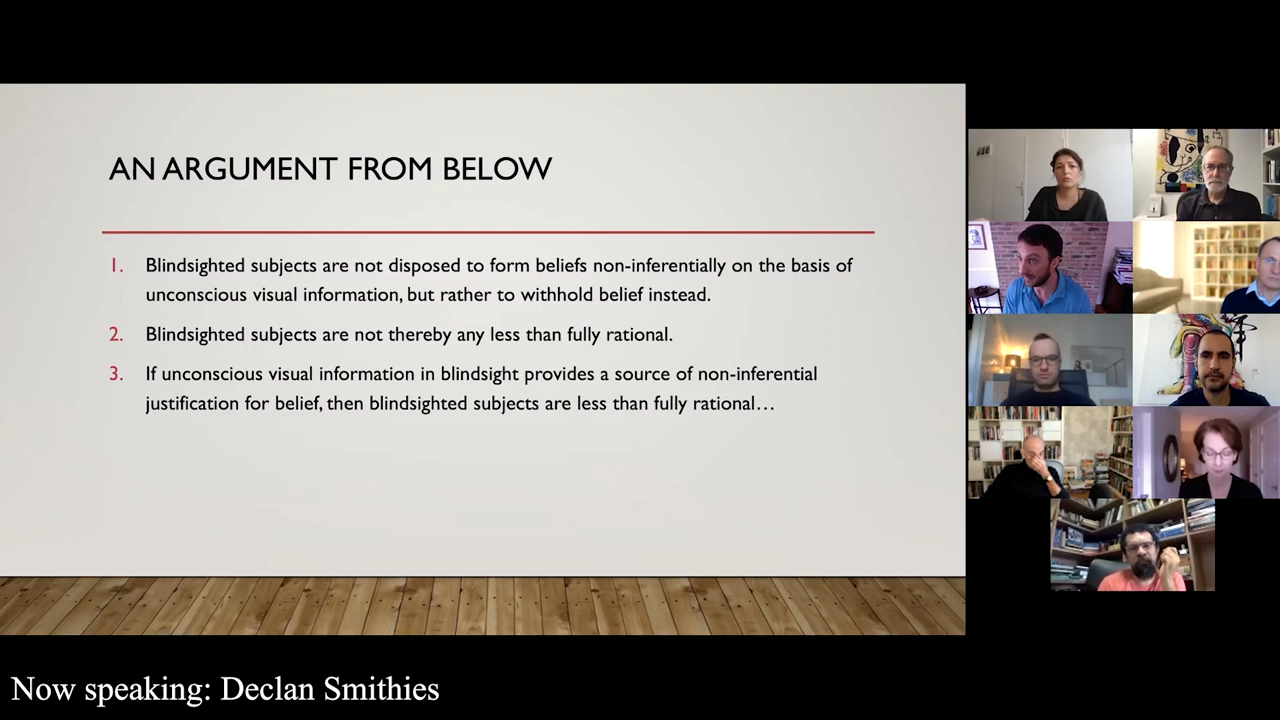 AN ARGUMENT FROM BELOW
1. Blindsighted subjects are not disposed to form beliefs non-inferentially on the basis of
unconscious visual information, but rather to withhold belief instead.
2. Blindsighted subjects are not thereby any less than fully rational.
3. If unconscious visual information in blindsight provides a source of non-inferential
justification for belief, then blindsighted subjects are less than fully rational…
Now speaking: Declan Smithies